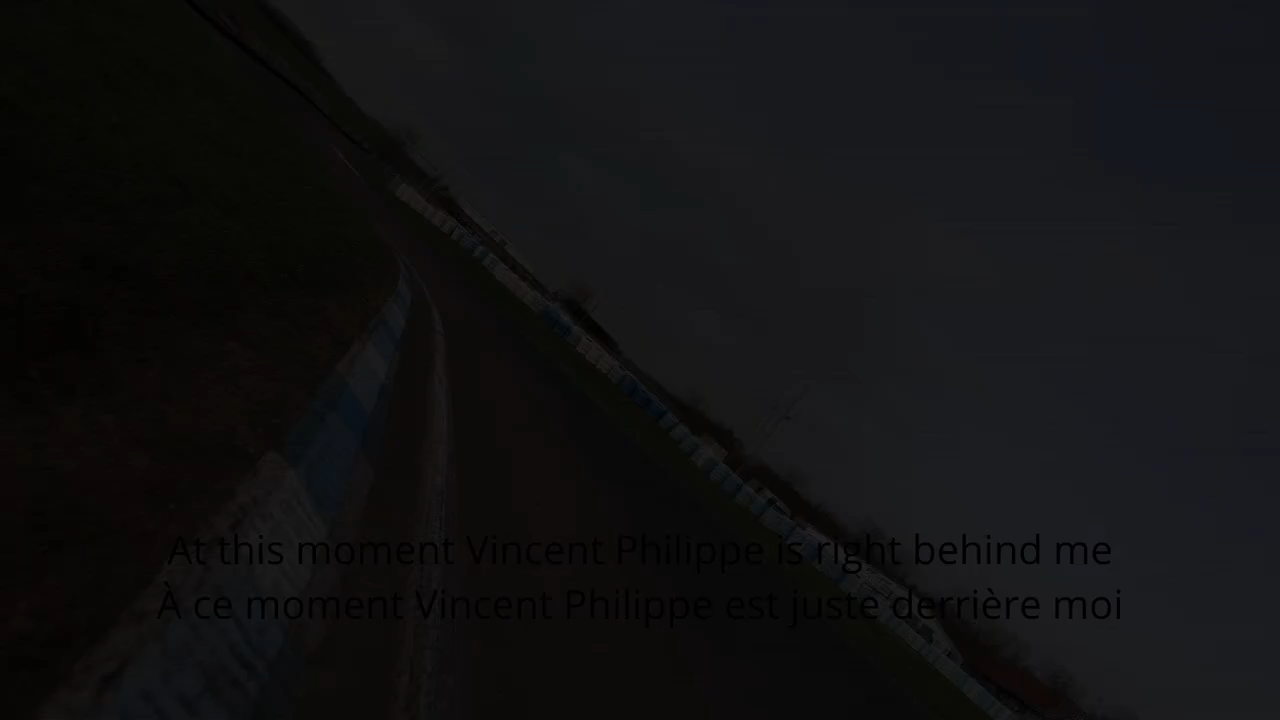 At this moment Vincent Philippe is right behind me
À ce moment Vincent Philippe est juste derrière moi